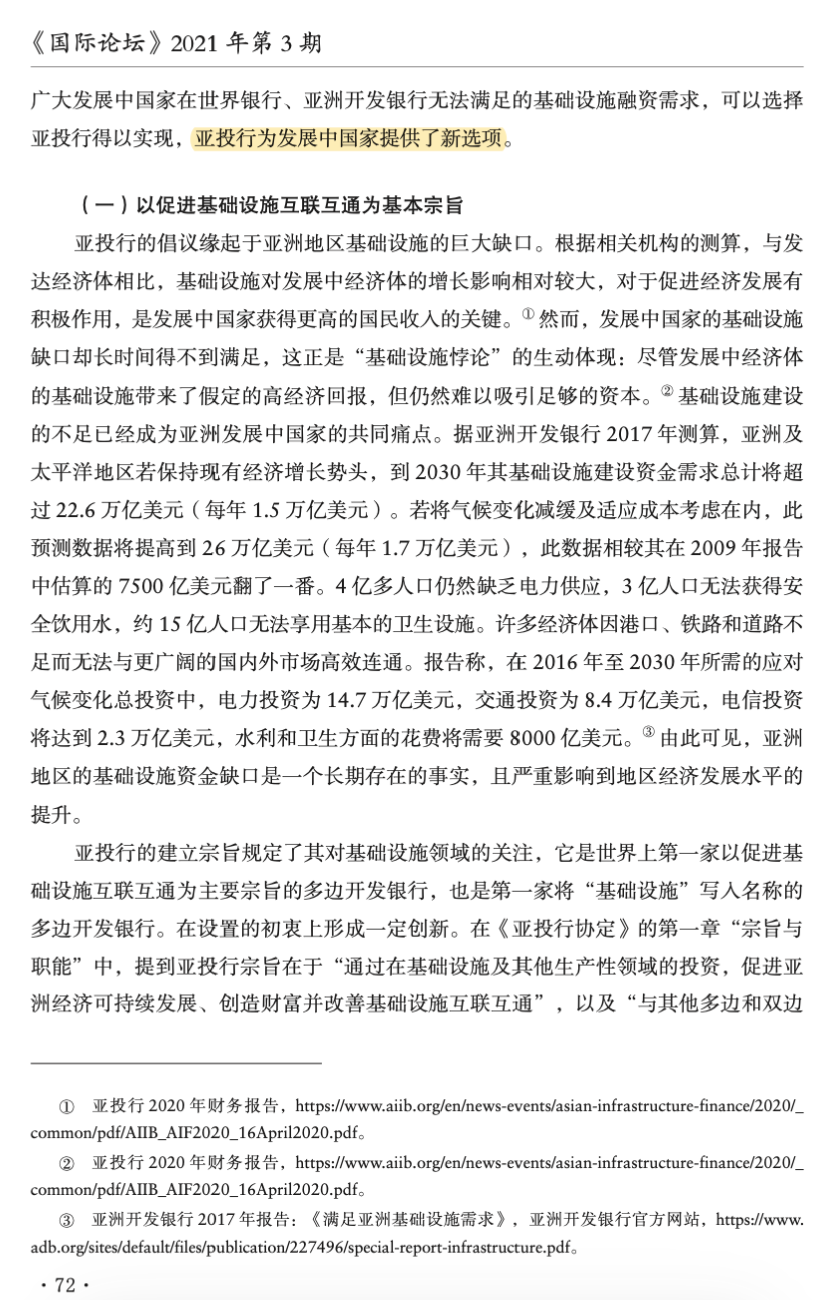 《国际论坛》2021 年第 3 期
广大发展中国家在世界银行、亚洲开发银行无法满足的基础设施融资需求，可以选择
亚投行得以实现，亚投行为发展中国家提供了新选项。
（一）以促进基础设施互联互通为基本宗旨
亚投行的倡议缘起于亚洲地区基础设施的巨大缺口。根据相关机构的测算，与发
达经济体相比，基础设施对发展中经济体的增长影响相对较大，对于促进经济发展有
积极作用，是发展中国家获得更高的国民收入的关键。①然而，发展中国家的基础设施
缺口却长时间得不到满足，这正是“基础设施悖论”的生动体现：尽管发展中经济体
的基础设施带来了假定的高经济回报，但仍然难以吸引足够的资本。②基础设施建设
的不足已经成为亚洲发展中国家的共同痛点。据亚洲开发银行 2017 年测算，亚洲及
太平洋地区若保持现有经济增长势头，到 2030 年其基础设施建设资金需求总计将超
过 22.6 万亿美元（每年 1.5 万亿美元）。若将气候变化减缓及适应成本考虑在内，此
预测数据将提高到 26 万亿美元（每年 1.7 万亿美元），此数据相较其在 2009 年报告
中估算的 7500 亿美元翻了一番。4 亿多人口仍然缺乏电力供应，3 亿人口无法获得安
全饮用水，约 15 亿人口无法享用基本的卫生设施。许多经济体因港口、铁路和道路不
足而无法与更广阔的国内外市场高效连通。报告称，在 2016 年至 2030 年所需的应对
气候变化总投资中，电力投资为 14.7 万亿美元，交通投资为 8.4 万亿美元，电信投资
将达到 2.3 万亿美元，水利和卫生方面的花费将需要 8000 亿美元。③由此可见，亚洲
地区的基础设施资金缺口是一个长期存在的事实，且严重影响到地区经济发展水平的
提升。
亚投行的建立宗旨规定了其对基础设施领域的关注，它是世界上第一家以促进基
础设施互联互通为主要宗旨的多边开发银行，也是第一家将“基础设施”写入名称的
多边开发银行。在设置的初衷上形成一定创新。在《亚投行协定》的第一章“宗旨与
职能”中，提到亚投行宗旨在于“通过在基础设施及其他生产性领域的投资，促进亚
洲经济可持续发展、创造财富并改善基础设施互联互通”，以及“与其他多边和双边
① 亚投行 2020 年财务报告，https://www.aiib.org/en/news-events/asian-infrastructure-finance/2020/_
common/pdf/AIIB_AIF2020_16April2020.pdf。
② 亚投行 2020 年财务报告，https://www.aiib.org/en/news-events/asian-infrastructure-finance/2020/_
common/pdf/AIIB_AIF2020_16April2020.pdf。
③ 亚洲开发银行 2017 年报告：《满足亚洲基础设施需求》，亚洲开发银行官方网站，https://www.
adb.org/sites/default/files/publication/227496/special-report-infrastructure.pdf。
· 72 ·